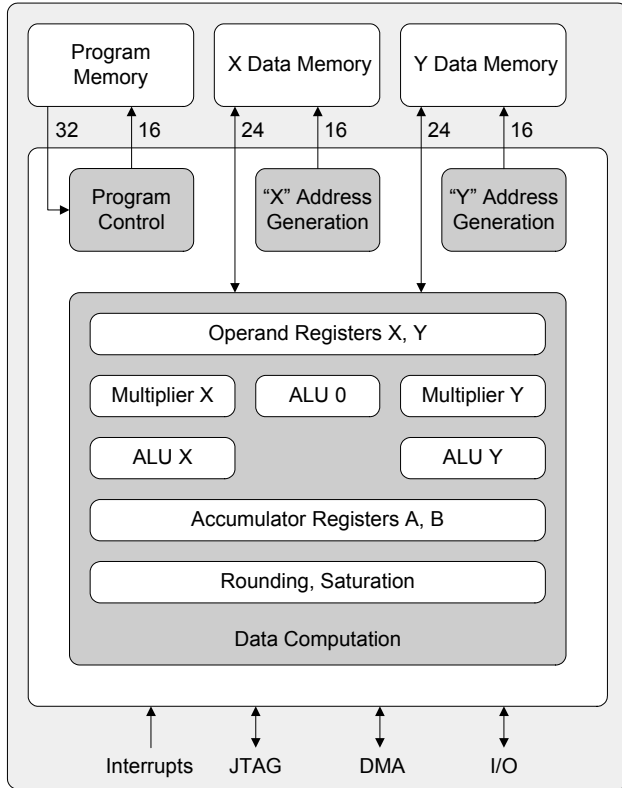 Program
Memory
X Data Memory
Y Data Memory
32
16
24
16
24
16
Program
Control
“X” Address
Generation
“Y” Address
Generation
Operand Registers X, Y
Multiplier X
ALU 0
Multiplier Y
ALU X
ALU Y
Accumulator Registers A, B
Rounding, Saturation
Data Computation
Interrupts
JTAG
DMA
I/O